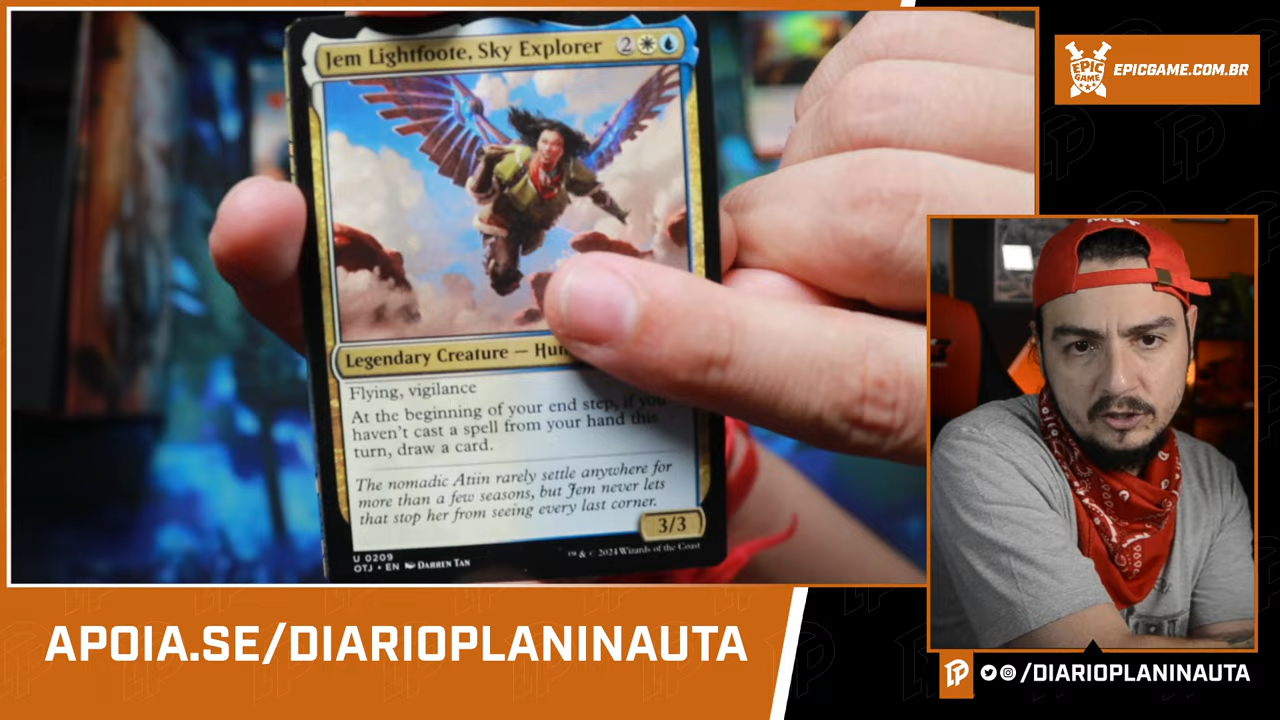 Jem Lightfoote, Sky Explorer 2
Legendary Creature —
Flying, vigilance
At the beginning of your end step, if you
haven't cast a spell from your hand this
turn, draw a card.
The nomadic Atiin rarely settle anywhere for
more than a few seasons, but Jem never lets
that stop her from seeing every last corner.
3/3
U 0209
OTJ • EN DARREN TAN
& © 2024 Wizards of the Coast
EPIC
GAME
EPICGAME.COM.BR
APOIA.SE/DIARIOPLANINAUTA
/DIARIOPLANINAUTA